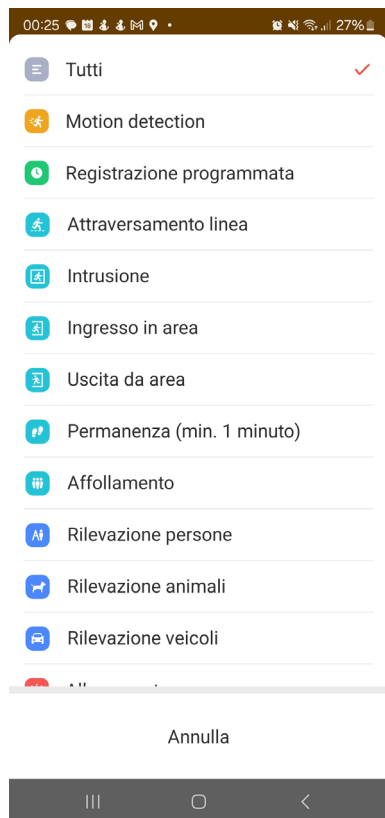 00:25 27%
Tutti
Motion detection
Registrazione programmata
Attraversamento linea
Intrusione
Ingresso in area
Uscita da area
Permanenza (min. 1 minuto)
Affollamento
Rilevazione persone
Rilevazione animali
Rilevazione veicoli
Annulla